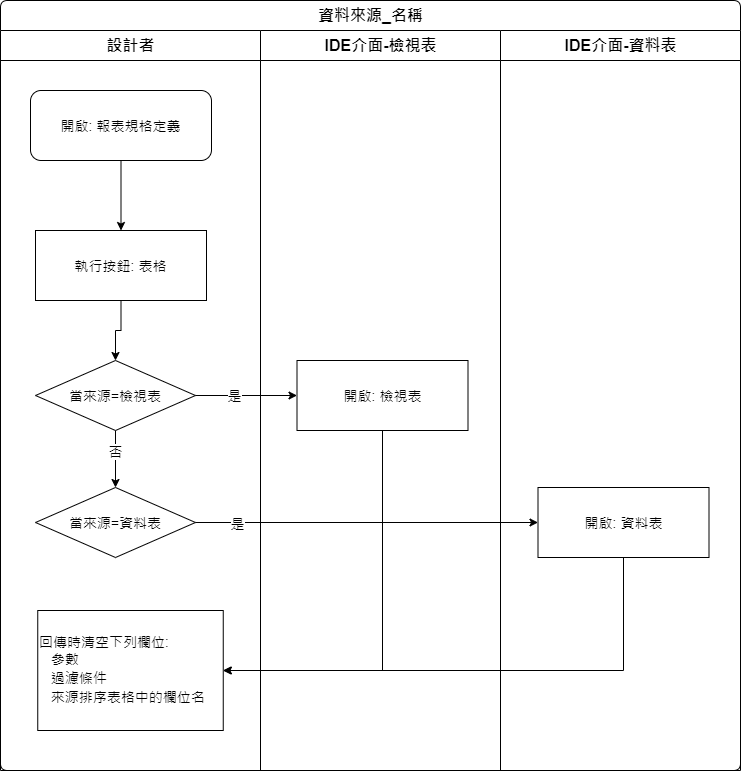 資料來源_名稱
設計者
IDE介面-檢視表
IDE介面-資料表
開啟: 報表規格定義
執行按鈕: 表格
當來源=檢視表
是
開啟: 檢視表
否
當來源=資料表
是
開啟: 資料表
回傳時清空下列欄位:
參數
過濾條件
來源排序表格中的欄位名